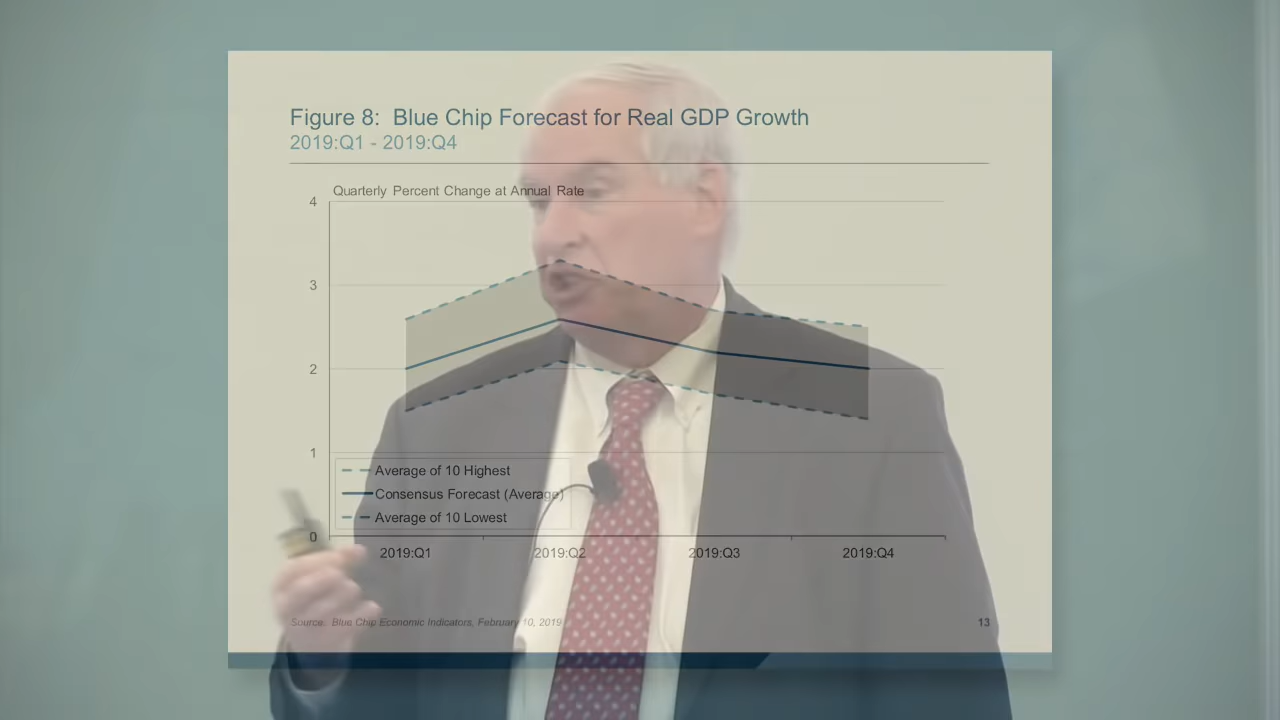 Figure 8: Blue Chip Forecast for Real GDP Growth
2019:Q1 - 2019:Q4
Quarterly Percent Change at Annual Rate
4
3
2
1
0
Average of 10 Highest
Consensus Forecast (Average)
Average of 10 Lowest
2019:Q1 2019:Q2 2019:Q3 2019:Q4
Source: Blue Chip Economic Indicators, February 10, 2019
13